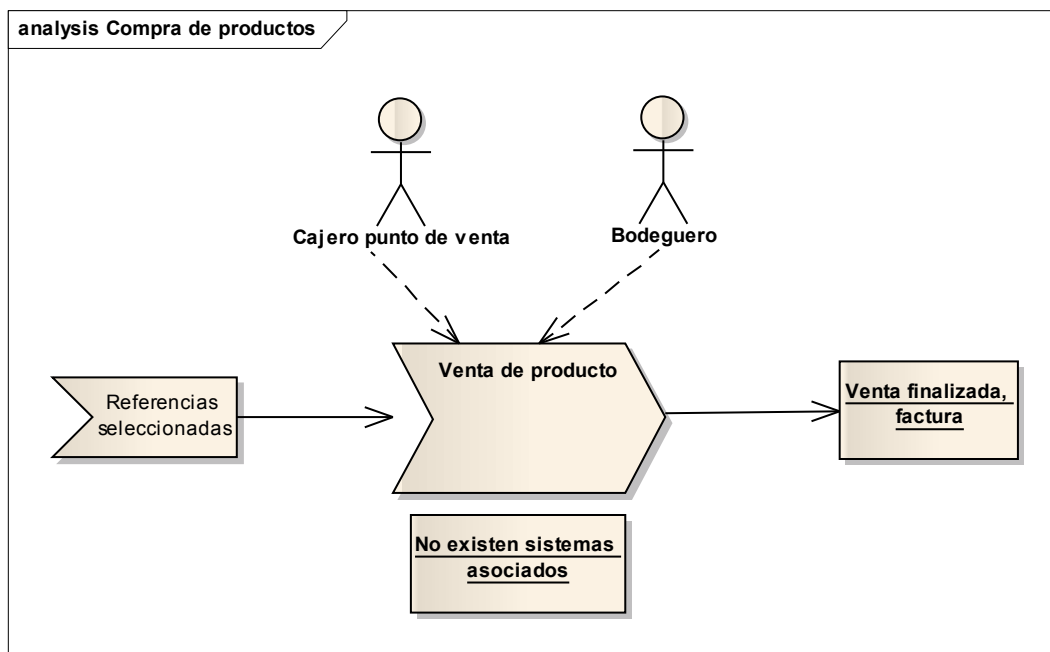 analysis Compra de productos
Cajero punto de venta
Bodeguero
Venta de producto
Referencias
seleccionadas
Venta finalizada,
factura
No existen sistemas
asociados